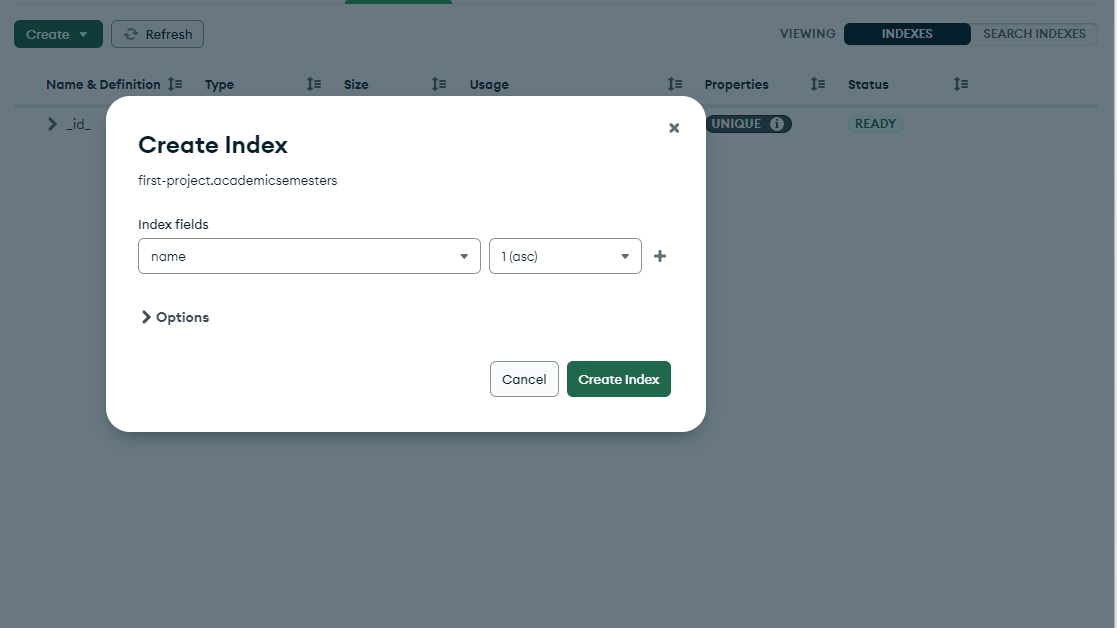 Create Refresh VIEWING INDEXES SEARCH INDEXES
Name & Definition Type Size Usage Properties Status
_id_ UNIQUE READY
Create Index
first-project.academicsemesters
Index fields
name 1 (asc)
Options
Cancel Create Index